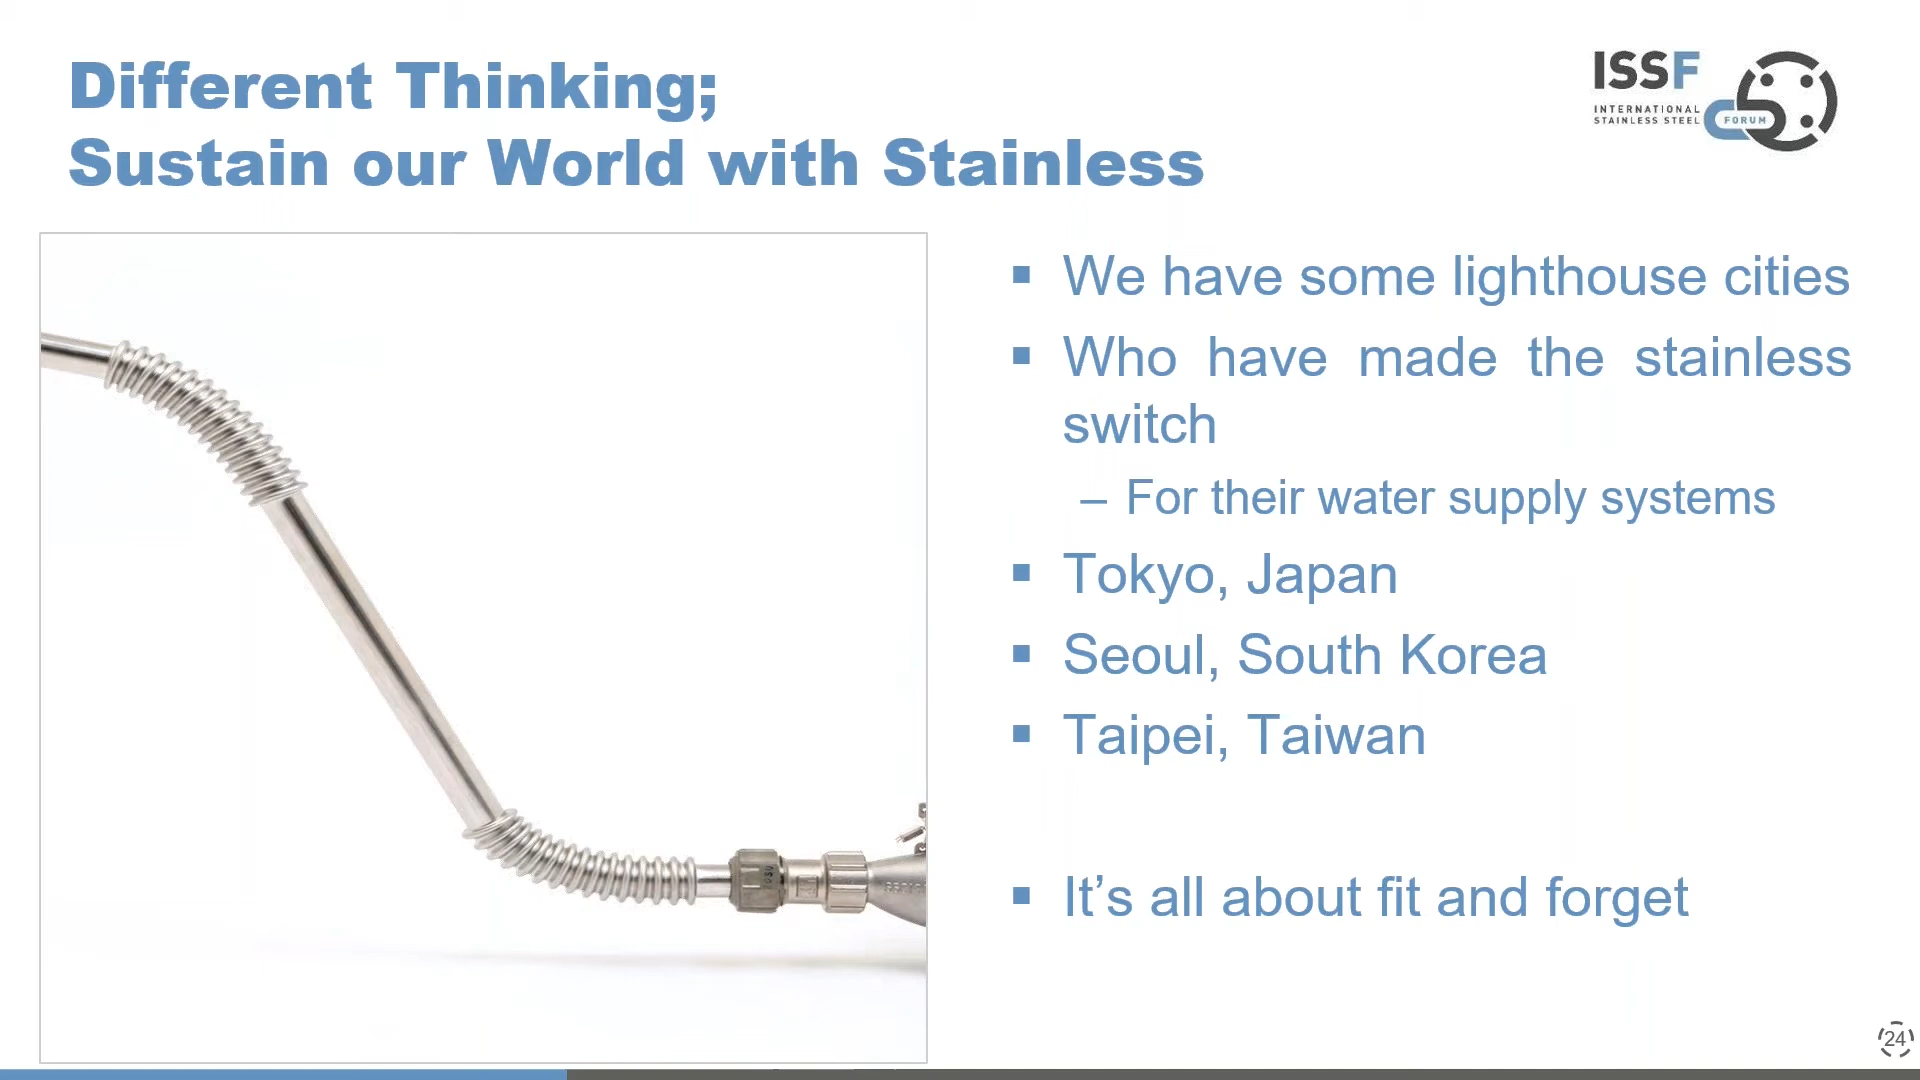 Different Thinking;
Sustain our World with Stainless
ISSF
INTERNATIONAL
STAINLESS STEEL
FORUM
▪ We have some lighthouse cities
▪ Who have made the stainless
switch
– For their water supply systems
▪ Tokyo, Japan
▪ Seoul, South Korea
▪ Taipei, Taiwan
▪ It’s all about fit and forget
24